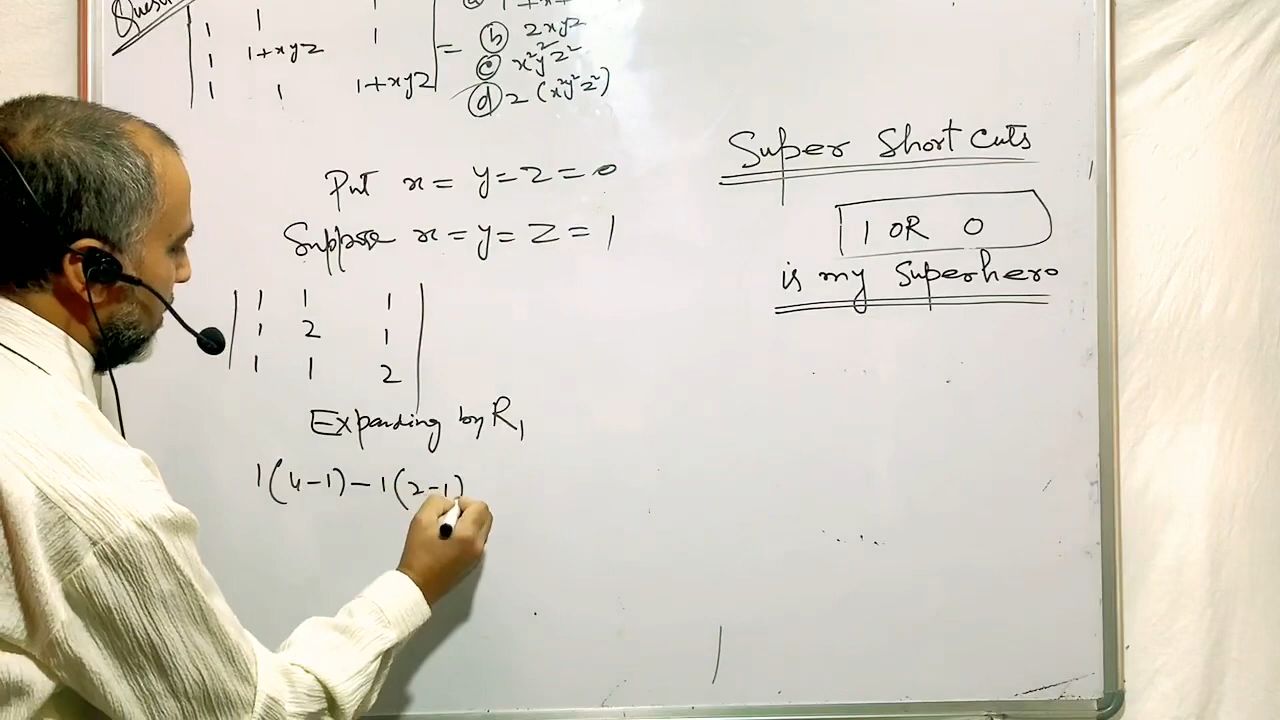 1 1 1
1 1+xyz 1
1 1 1+xyz
=
(b) 2xyz
(c) x²y²z²
(d) 2(x²y²z²)
Put x = y = z = 0
Suppose x = y = z = 1
1 1 1
1 2 1
1 1 2
Expanding by R₁
1(4-1)-1(2-1)
Super Short Cuts
1 OR 0
is my superhero